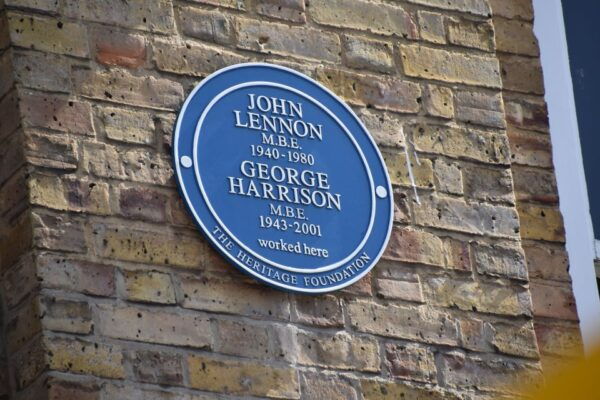 JOHN
LENNON
M.B.E.
1940-1980
GEORGE
HARRISON
M.B.E.
1943-2001
worked here
THE HERITAGE FOUNDATION